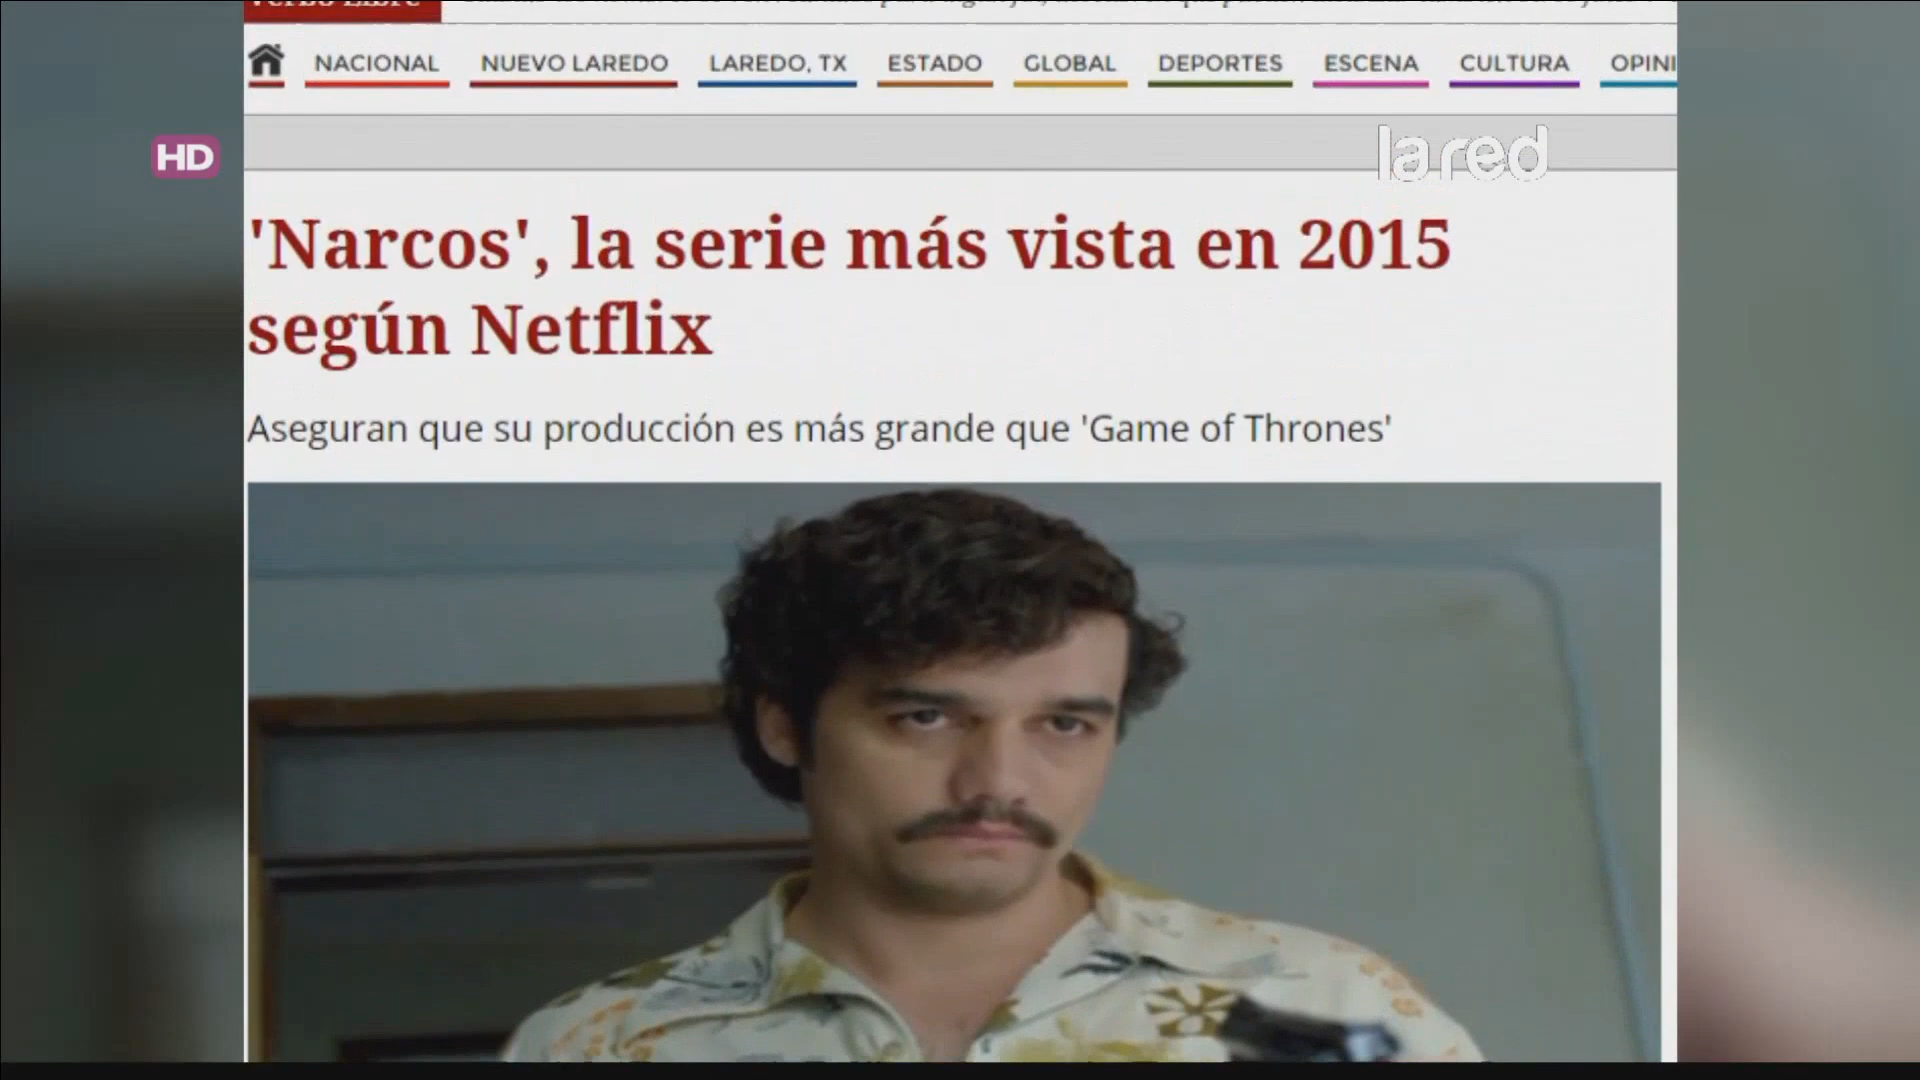 NACIONAL NUEVO LAREDO LAREDO, TX ESTADO GLOBAL DEPORTES ESCENA CULTURA OPINI
HD
la red
'Narcos', la serie más vista en 2015
según Netflix
Aseguran que su producción es más grande que 'Game of Thrones'